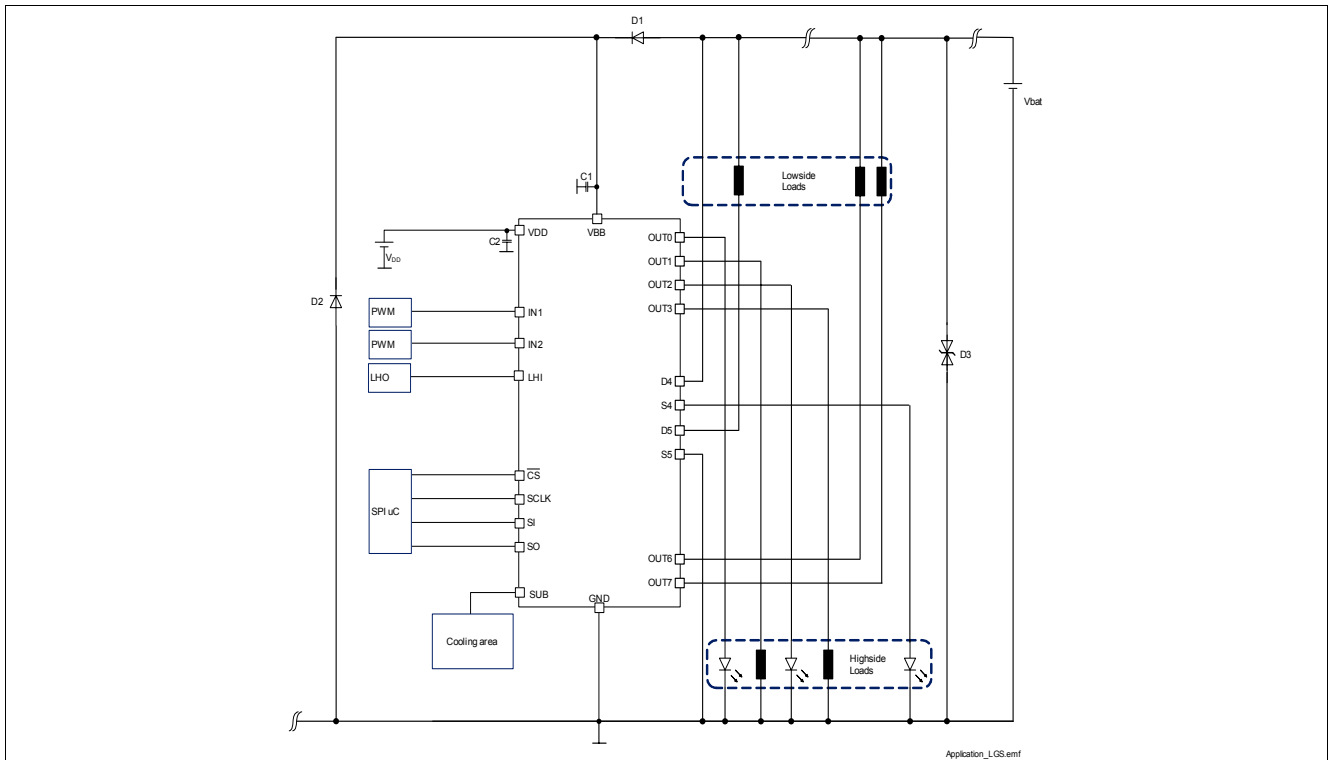 D1
Vbat
C1
Lowside
Loads
VDD
C2
VBB
VDD
OUT0
OUT1
OUT2
OUT3
D2
PWM
IN1
PWM
IN2
LHO
LHI
D3
D4
S4
D5
S5
CS
SCLK
SPI uC
SI
SO
OUT6
OUT7
SUB
GND
Cooling area
Highside
Loads
Application_LGS.emf